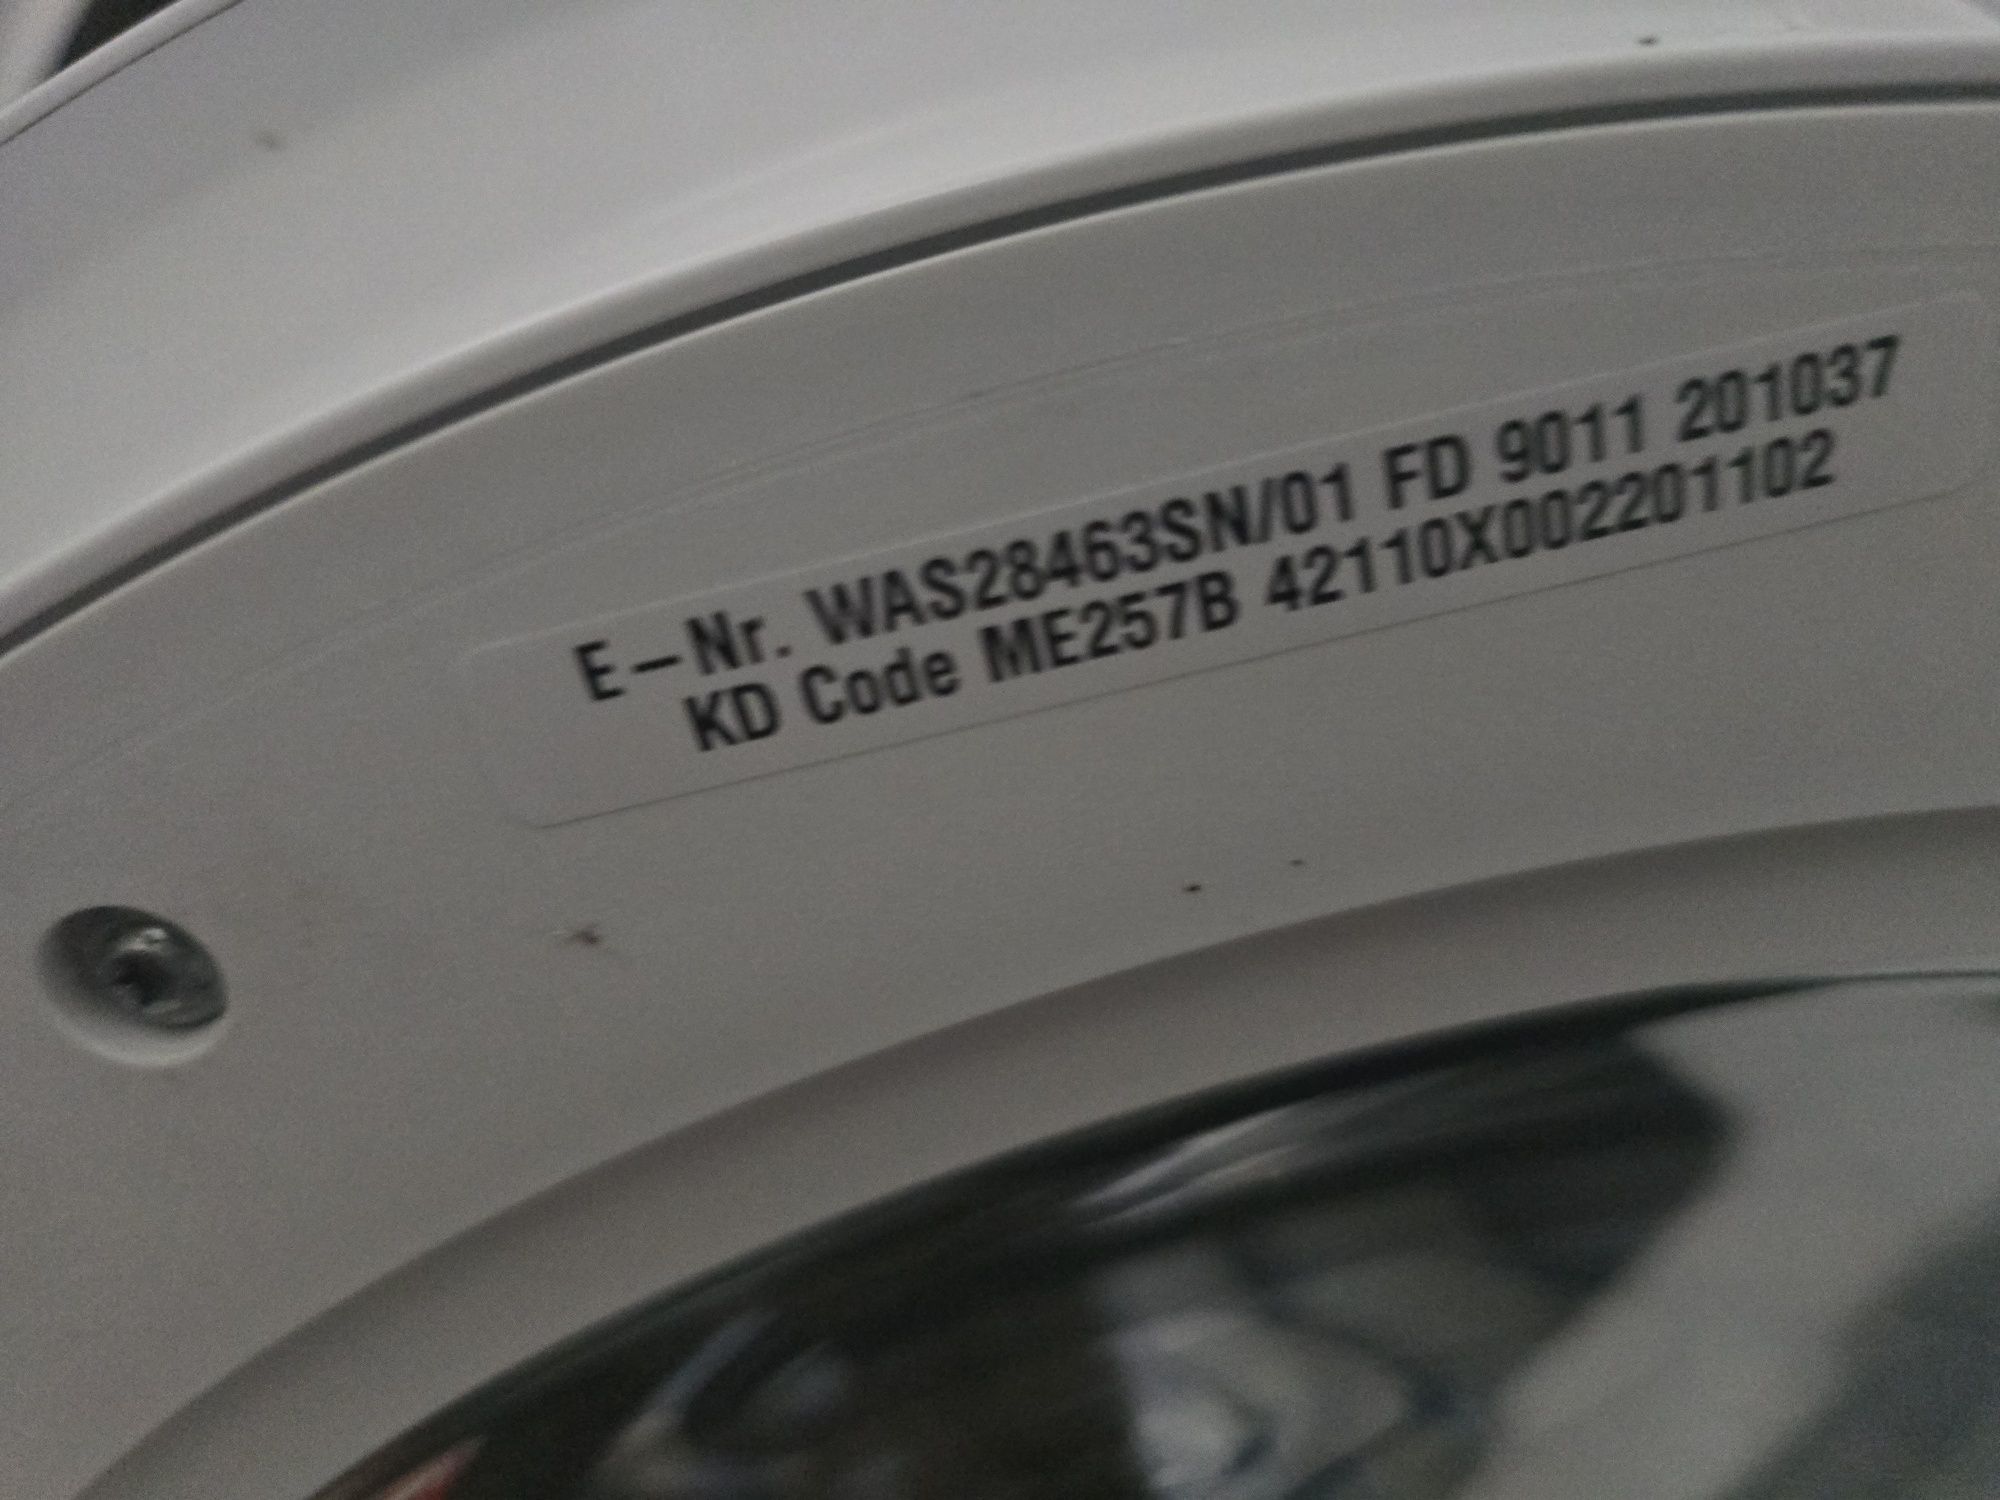 E-Nr. WAS28463SN/01 FD 9011 201037
KD Code ME257B 42110X002201102